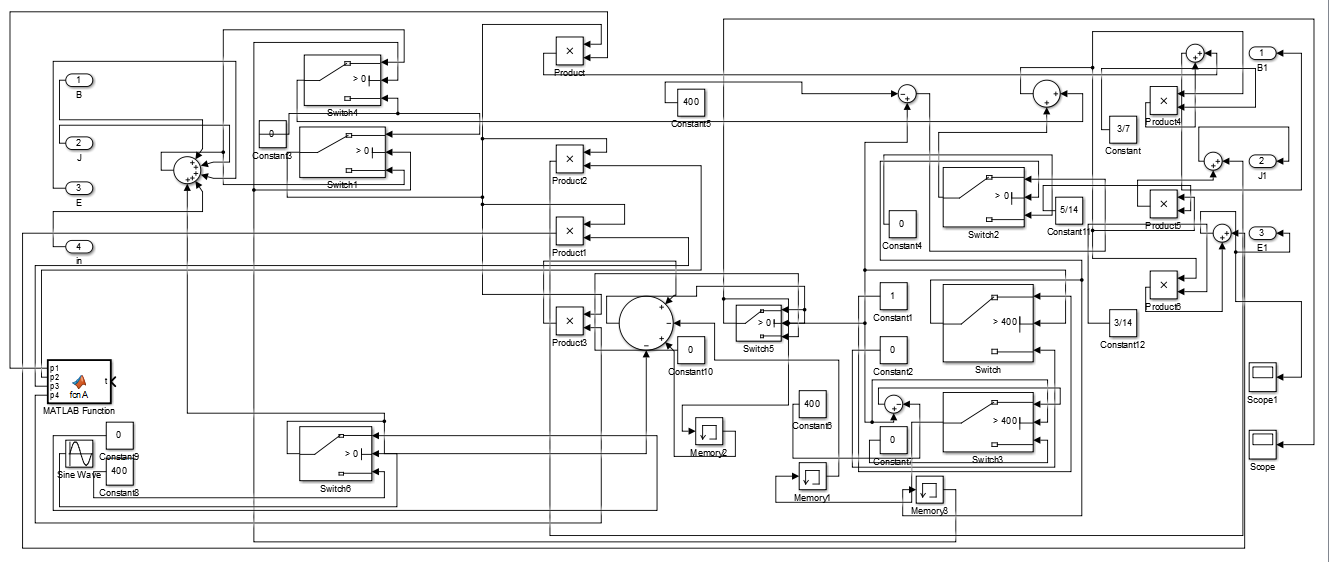 Product
1
B1
1
B
> 0
Switch4
400
Constant5
3/7
Constant
Product4
0
Constant3
2
J
> 0
Switch1
Product2
2
J1
3
E
> 0
Switch2
5/14
Constant11
Product5
0
Constant4
Product1
3
E1
4
in
Product6
1
Constant1
> 0
Switch5
Product3
> 400
Switch
3/14
Constant12
0
Constant10
0
Constant2
p1
p2
p3
p4
fcn A
t
MATLAB Function
Scope1
400
Constant6
> 400
Switch3
0
Constant9
Sine Wave
400
Constant8
> 0
Switch6
Memory2
0
Scope
Memory1
Memory3